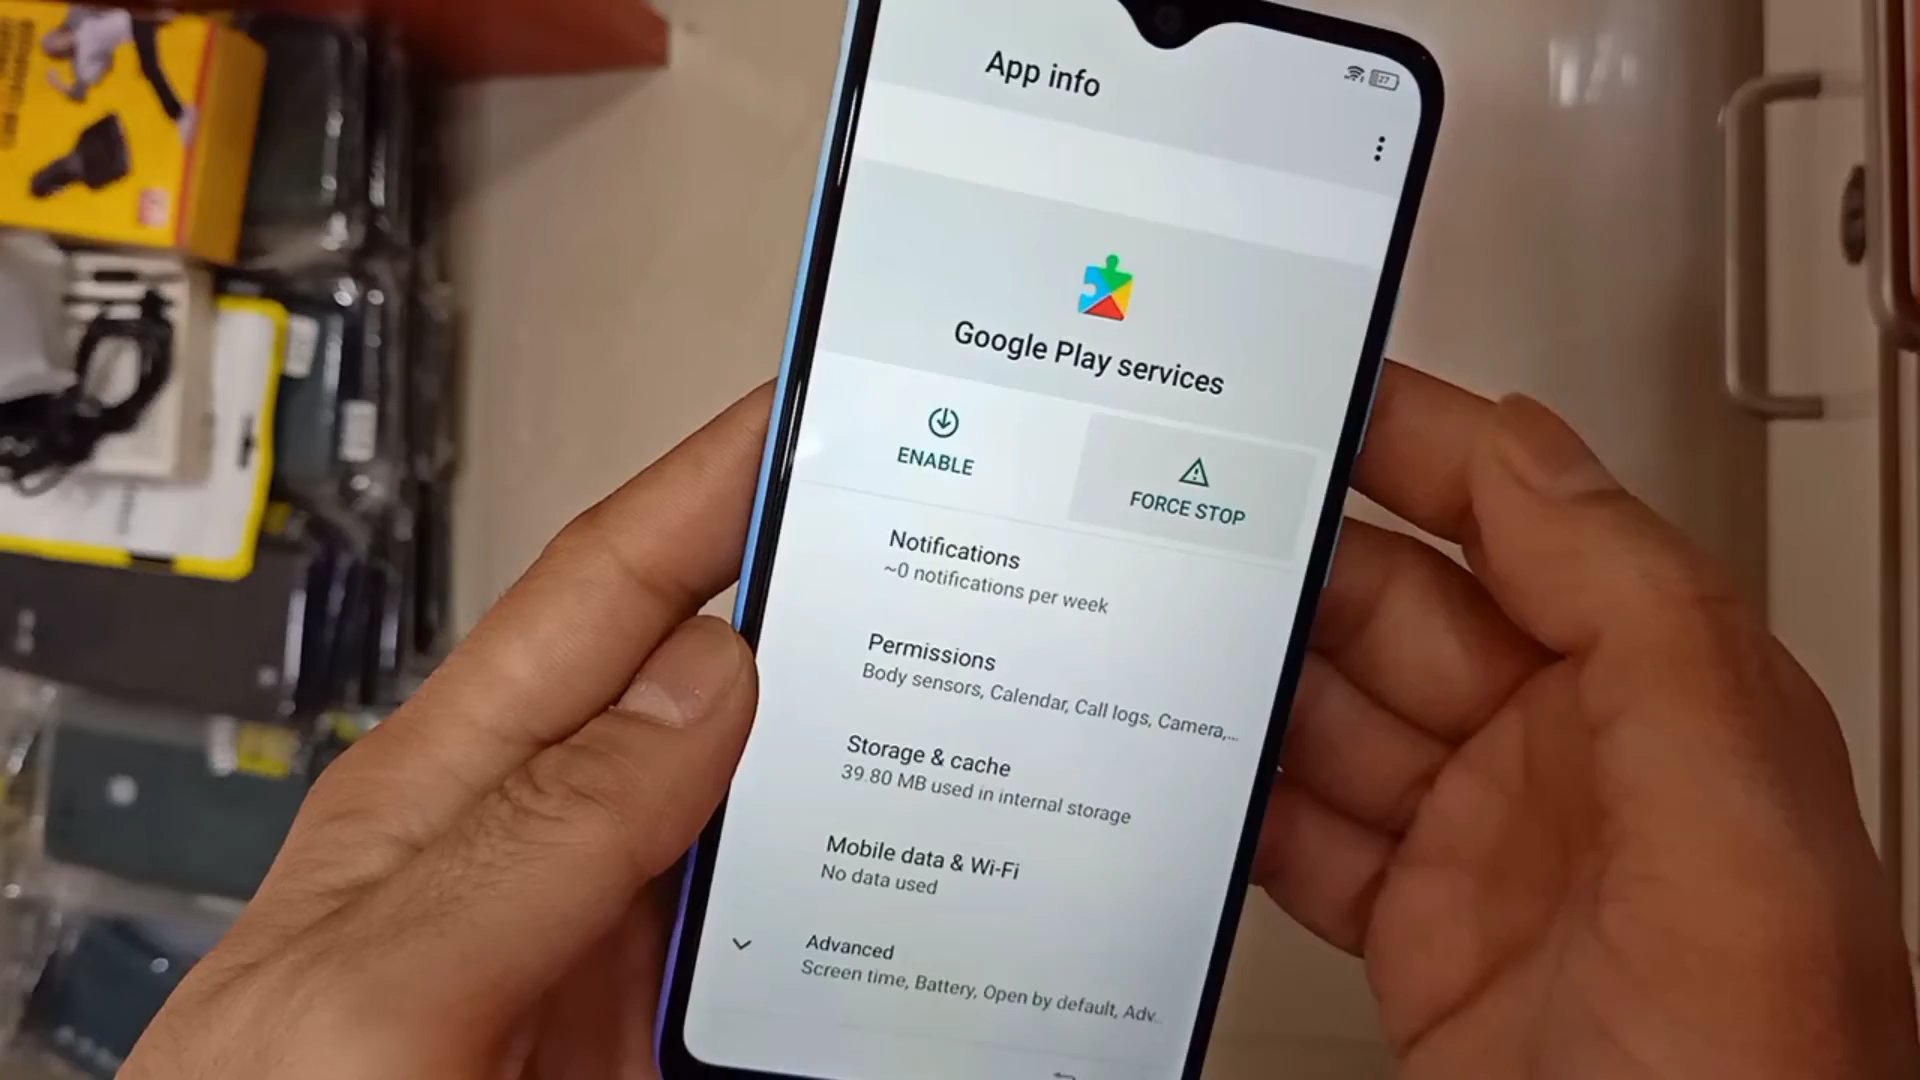 App info
27
Google Play services
ENABLE
FORCE STOP
Notifications
~0 notifications per week
Permissions
Body sensors, Calendar, Call logs, Camera,...
Storage & cache
39.80 MB used in internal storage
Mobile data & Wi-Fi
No data used
Advanced
Screen time, Battery, Open by default, Adv..